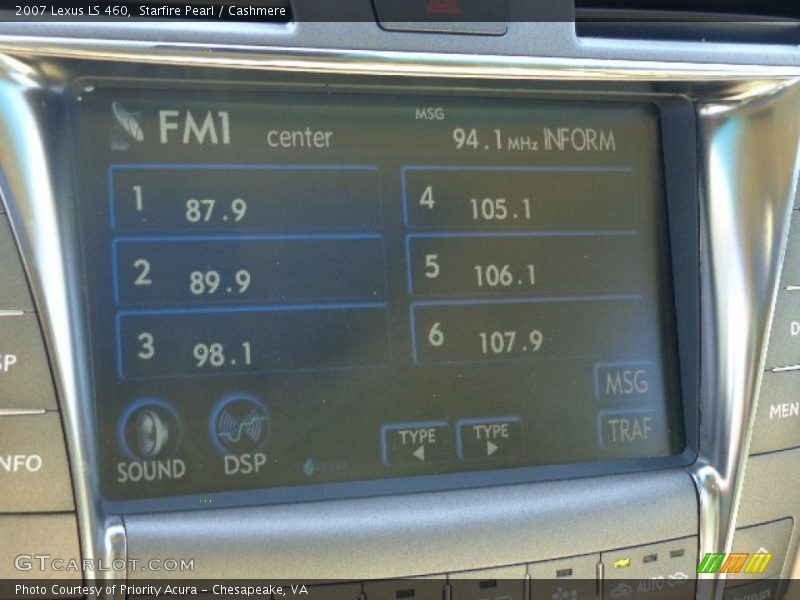 2007 Lexus LS 460, Starfire Pearl / Cashmere
MSG
FM1 center 94.1 MHz INFORM
1 87.9
4 105.1
2 89.9
5 106.1
3 98.1
6 107.9
MSG
SOUND DSP TYPE TYPE TRAF
MEN
NFO
AUTO
GTCARLOT.COM
Photo Courtesy of Priority Acura - Chesapeake, VA